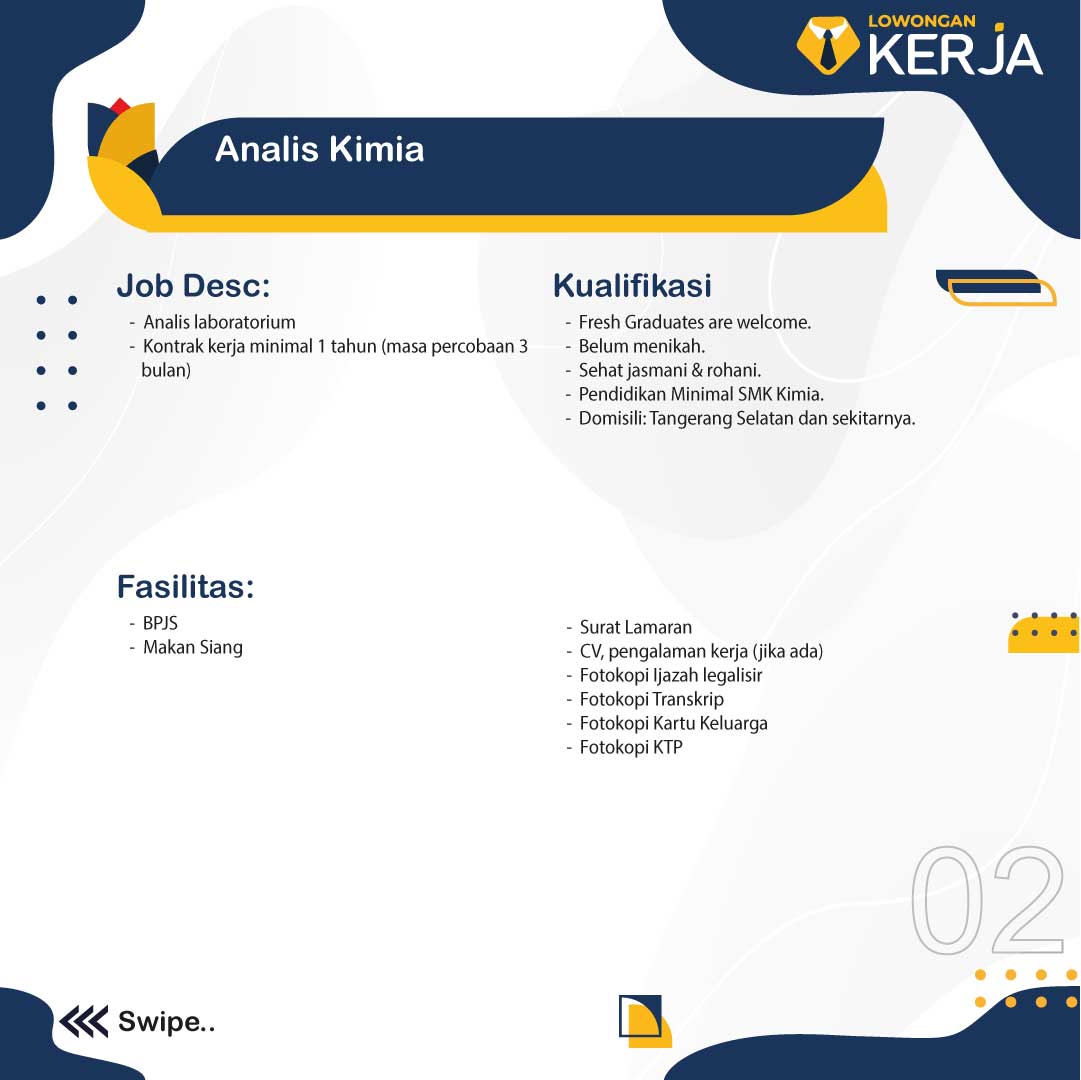 LOWONGAN
KERJA
Analis Kimia
Job Desc:
- Analis laboratorium
- Kontrak kerja minimal 1 tahun (masa percobaan 3
bulan)
Kualifikasi
- Fresh Graduates are welcome.
- Belum menikah.
- Sehat jasmani & rohani.
- Pendidikan Minimal SMK Kimia.
- Domisili: Tangerang Selatan dan sekitarnya.
Fasilitas:
- BPJS
- Makan Siang
- Surat Lamaran
- CV, pengalaman kerja (jika ada)
- Fotokopi Ijazah legalisir
- Fotokopi Transkrip
- Fotokopi Kartu Keluarga
- Fotokopi KTP
02
Swipe..